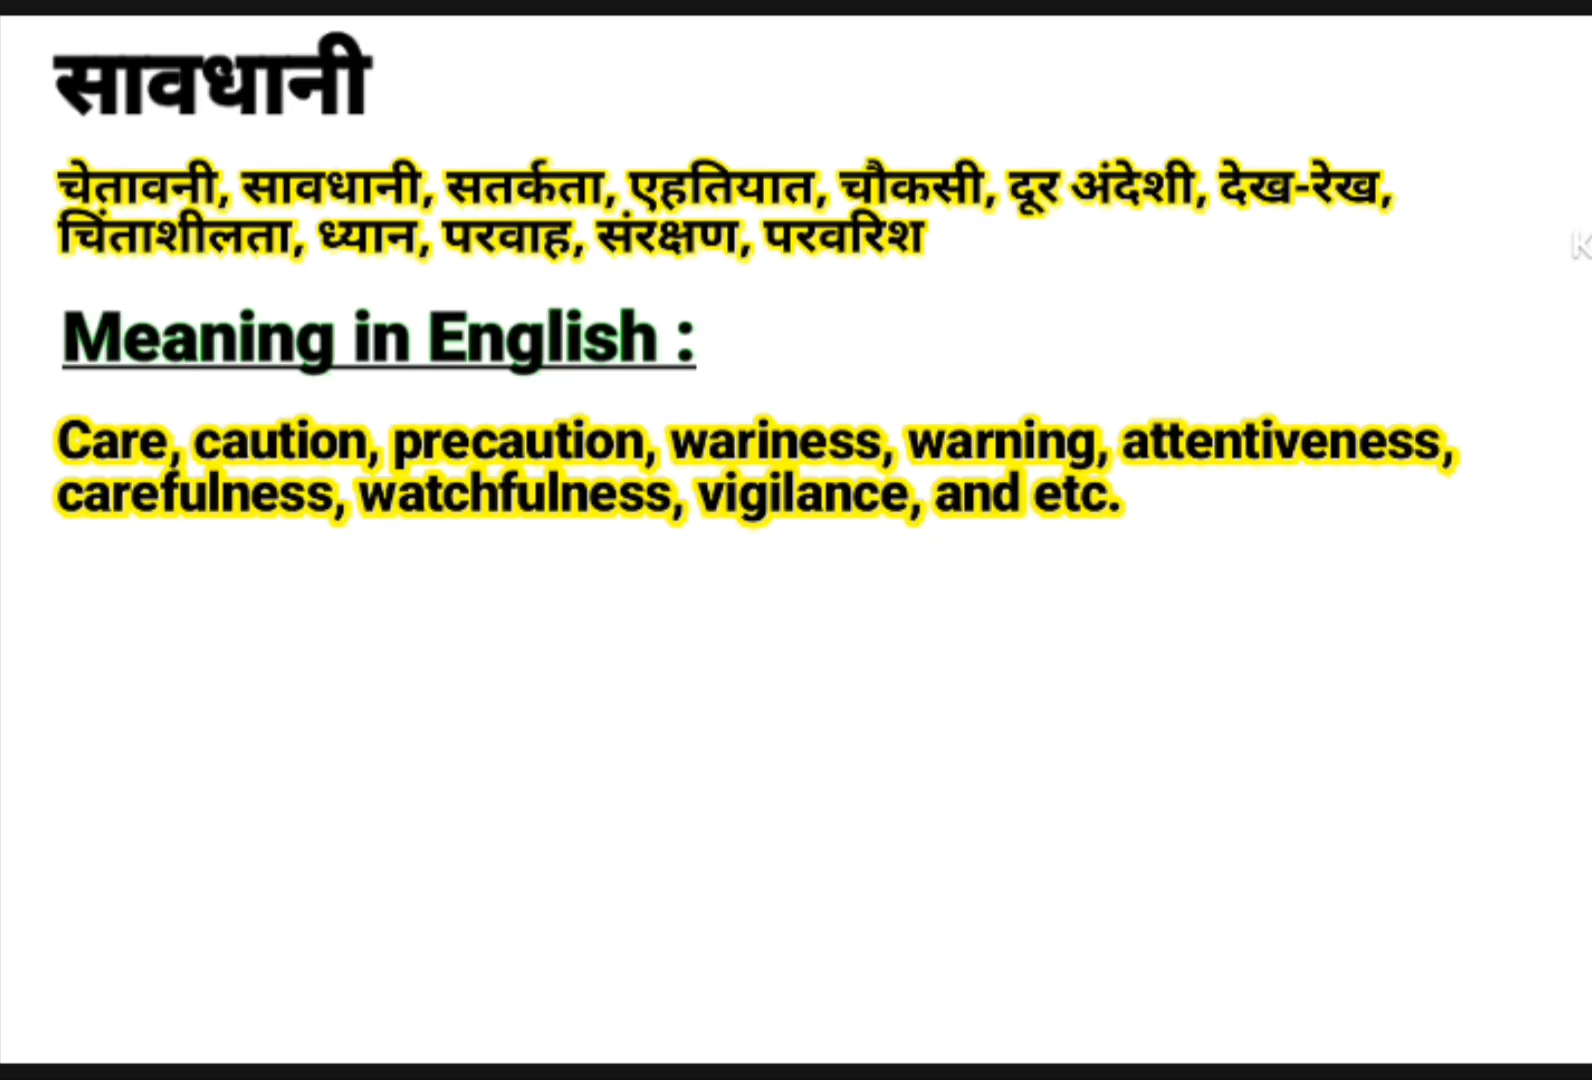 सावधानी
चेतावनी, सावधानी, सतर्कता, एहतियात, चौकसी, दूर अंदेशी, देख-रेख,
चिंताशीलता, ध्यान, परवाह, संरक्षण, परवरिश
Meaning in English :
Care, caution, precaution, wariness, warning, attentiveness,
carefulness, watchfulness, vigilance, and etc.